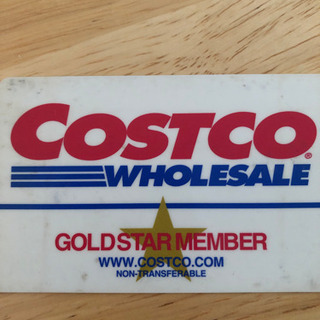 COSTCO®
WHOLESALE
GOLD STAR MEMBER
WWW.COSTCO.COM
NON-TRANSFERABLE